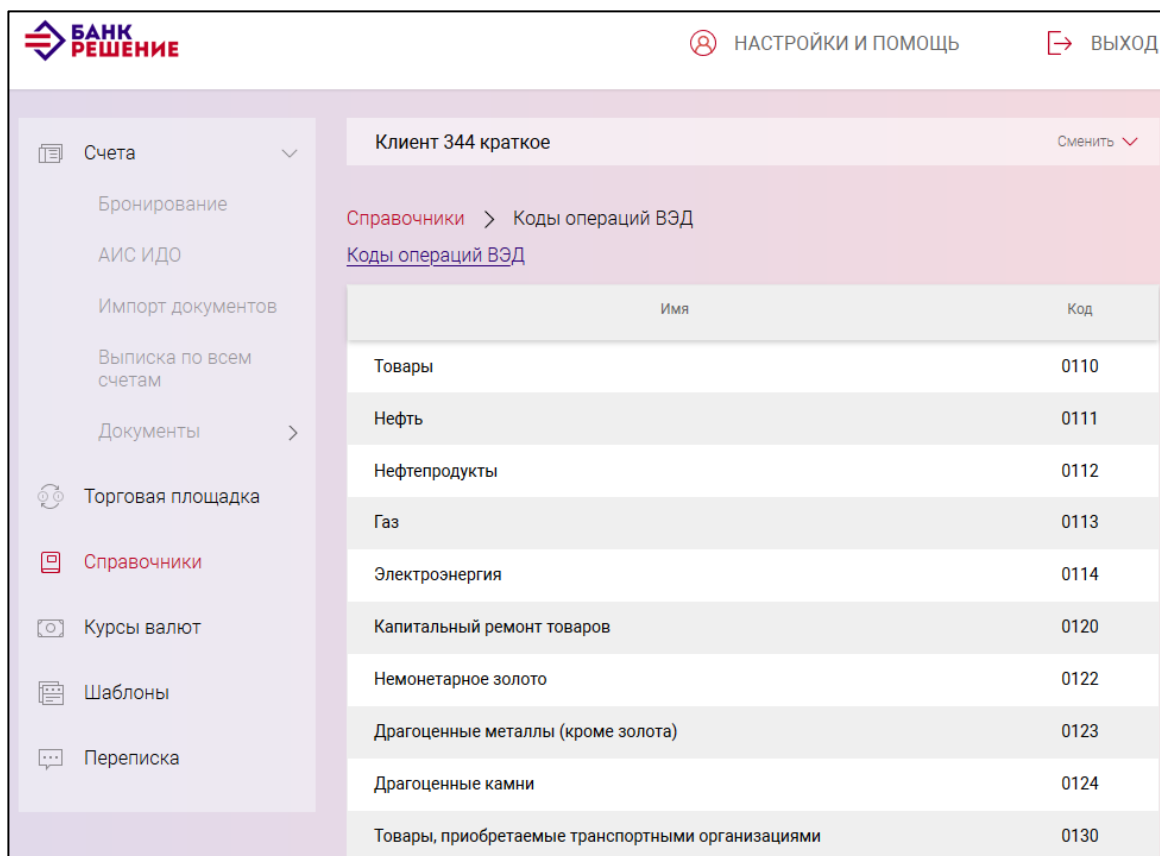 БАНК
РЕШЕНИЕ
НАСТРОЙКИ И ПОМОЩЬ
ВЫХОД
Счета
Бронирование
АИС ИДО
Импорт документов
Выписка по всем
счетам
Документы
Торговая площадка
Справочники
Курсы валют
Шаблоны
Переписка
Клиент 344 краткое
Сменить
Справочники > Коды операций ВЭД
Коды операций ВЭД
Имя Код
Товары 0110
Нефть 0111
Нефтепродукты 0112
Газ 0113
Электроэнергия 0114
Капитальный ремонт товаров 0120
Немонетарное золото 0122
Драгоценные металлы (кроме золота) 0123
Драгоценные камни 0124
Товары, приобретаемые транспортными организациями 0130